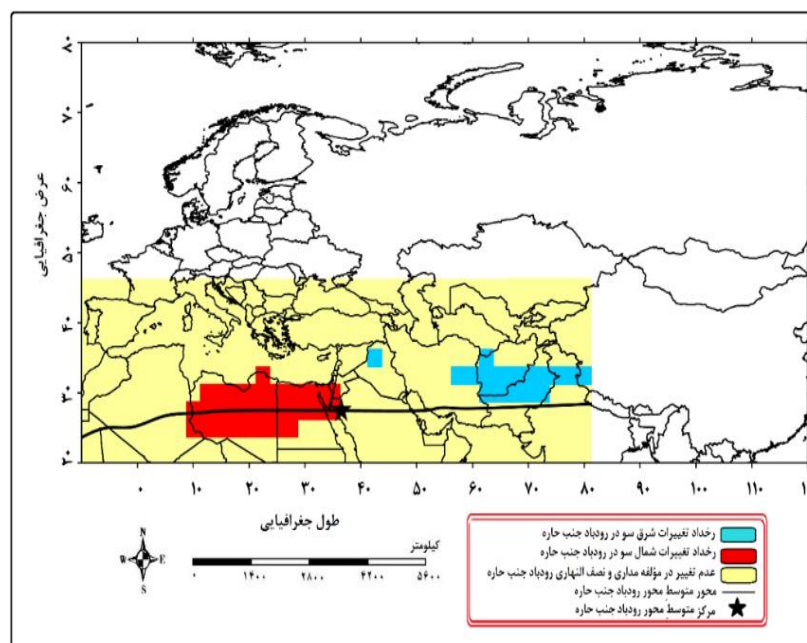 ۸۰
۷۰
۶۰
۵۰
۴۰
۳۰
۲۰
عرض جغرافیایی
۰ ۱۰ ۲۰ ۳۰ ۴۰ ۵۰ ۶۰ ۷۰ ۸۰ ۹۰ ۱۰۰ ۱۱۰ ۱۲
طول جغرافیایی
N
W E
S
کیلومتر
۰ ۱۴۰۰ ۲۸۰۰ ۴۲۰۰ ۵۶۰۰
رخداد تغییرات شرق سو در رودباد جنب حاره
رخداد تغییرات شمال سو در رودباد جنب حاره
عدم تغییر در مؤلفه مداری و نصف النهاری رودباد جنب حاره
محور متوسط محور رودباد جنب حاره
مرکز متوسط محور رودباد جنب حاره